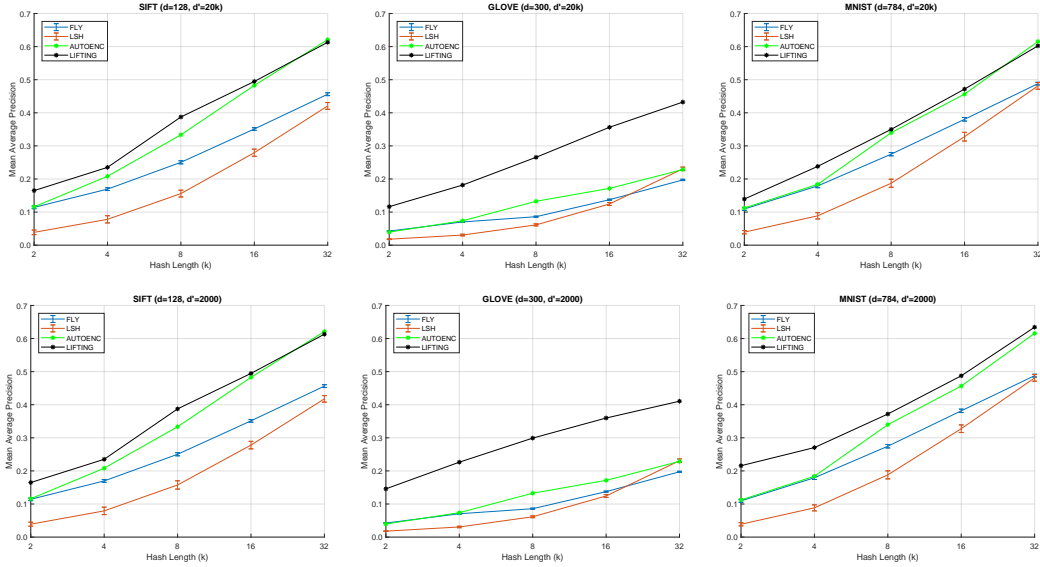 SIFT (d=128, d'=20k)
0.7
0.6
0.5
0.4
0.3
0.2
0.1
0.0
Mean Average Precision
FLY
LSH
AUTOENC
LIFTING
2 4 8 16 32
Hash Length (k)
GLOVE (d=300, d'=20k)
0.7
0.6
0.5
0.4
0.3
0.2
0.1
0.0
Mean Average Precision
FLY
LSH
AUTOENC
LIFTING
2 4 8 16 32
Hash Length (k)
MNIST (d=784, d'=20k)
0.7
0.6
0.5
0.4
0.3
0.2
0.1
0.0
Mean Average Precision
FLY
LSH
AUTOENC
LIFTING
2 4 8 16 32
Hash Length (k)
SIFT (d=128, d'=2000)
0.7
0.6
0.5
0.4
0.3
0.2
0.1
0.0
Mean Average Precision
FLY
LSH
AUTOENC
LIFTING
2 4 8 16 32
Hash Length (k)
GLOVE (d=300, d'=2000)
0.7
0.6
0.5
0.4
0.3
0.2
0.1
0.0
Mean Average Precision
FLY
LSH
AUTOENC
LIFTING
2 4 8 16 32
Hash Length (k)
MNIST (d=784, d'=2000)
0.7
0.6
0.5
0.4
0.3
0.2
0.1
0.0
Mean Average Precision
FLY
LSH
AUTOENC
LIFTING
2 4 8 16 32
Hash Length (k)